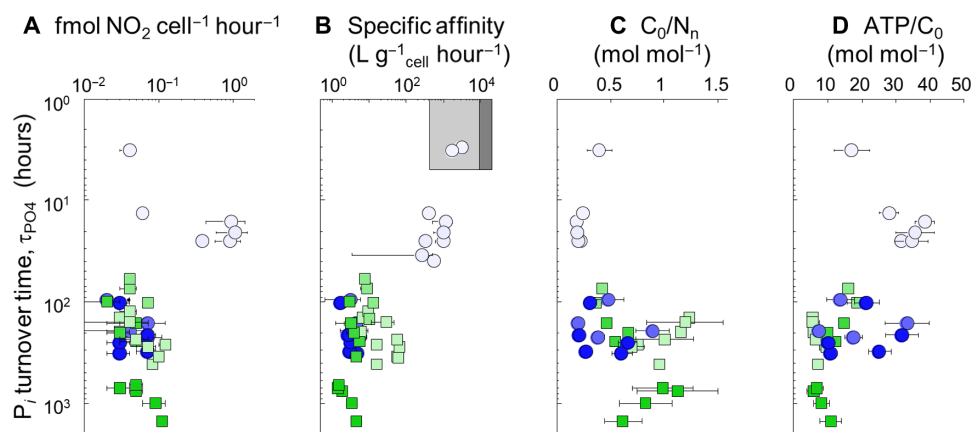 A fmol NO₂ cell⁻¹ hour⁻¹
B Specific affinity
(L g⁻¹cell hour⁻¹)
C C₀/Nₙ
(mol mol⁻¹)
D ATP/C₀
(mol mol⁻¹)
10⁻² 10⁻¹ 10⁰
10⁰ 10² 10⁴
0 0.5 1 1.5
0 10 20 30 40 50
10⁰
10¹
10²
10³
Pᵢ turnover time, τPO4 (hours)